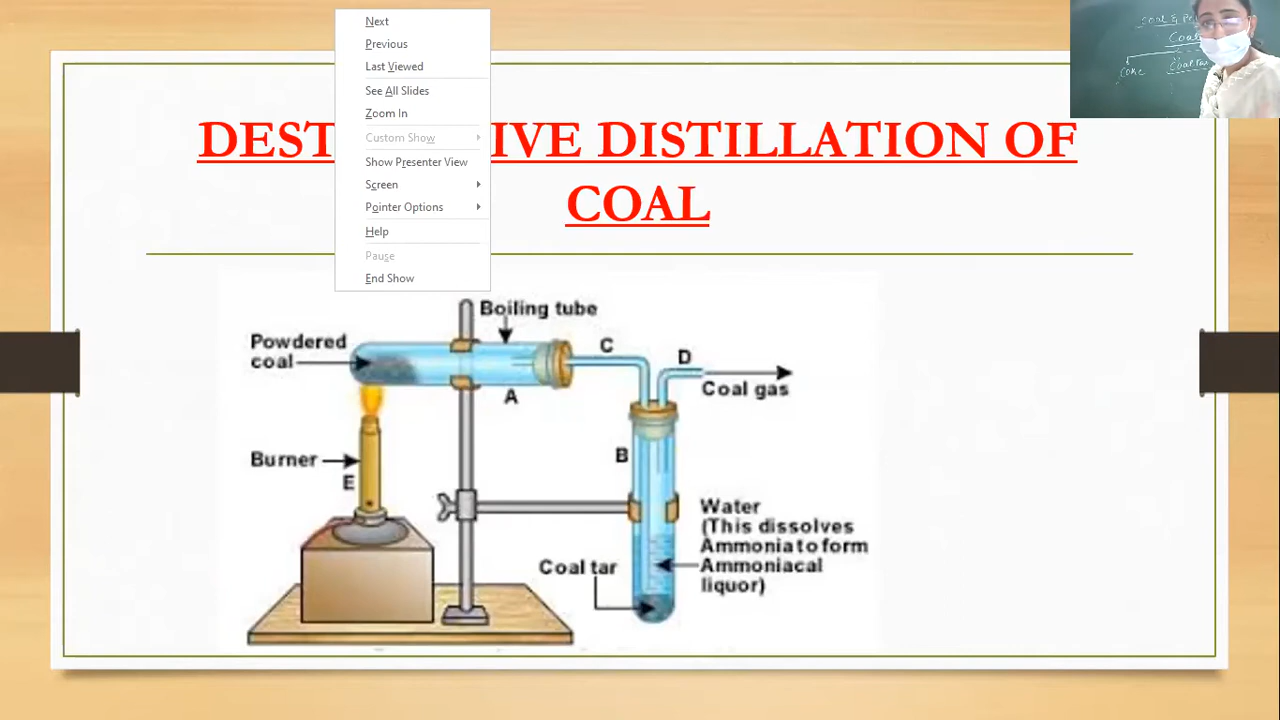 Next
Previous
Last Viewed
See All Slides
Zoom In
Custom Show
Show Presenter View
Screen
Pointer Options
Help
Pause
End Show
Coal
Coke
DISTILLATION OF
COAL
Boiling tube
Powdered
coal
C
D
Coal gas
A
B
Burner
E
Water
(This dissolves
Ammonia to form
Ammoniacal
liquor)
Coal tar